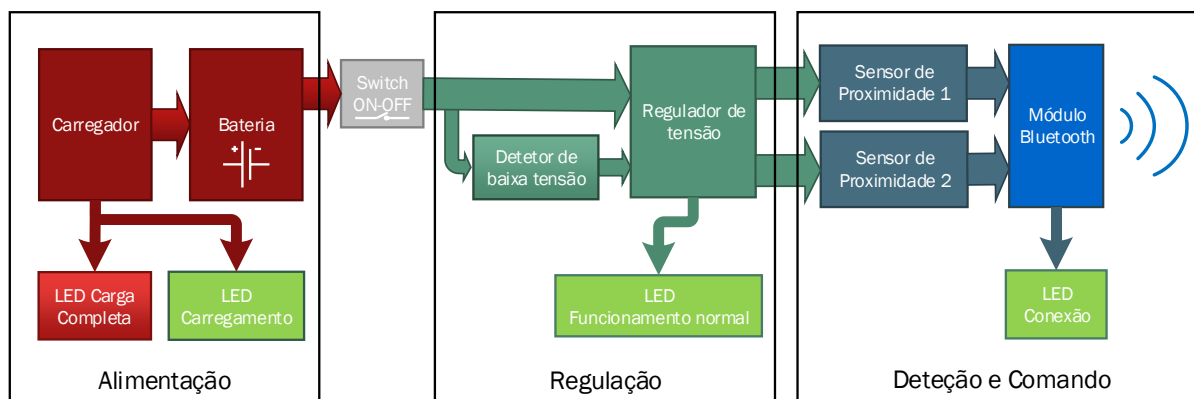 Carregador
Bateria
+ -
Switch
ON-OFF
Detetor de
baixa tensão
Regulador de
tensão
Sensor de
Proximidade 1
Sensor de
Proximidade 2
Módulo
Bluetooth
LED Carga
Completa
LED
Carregamento
LED
Funcionamento normal
LED
Conexão
Alimentação
Regulação
Deteção e Comando